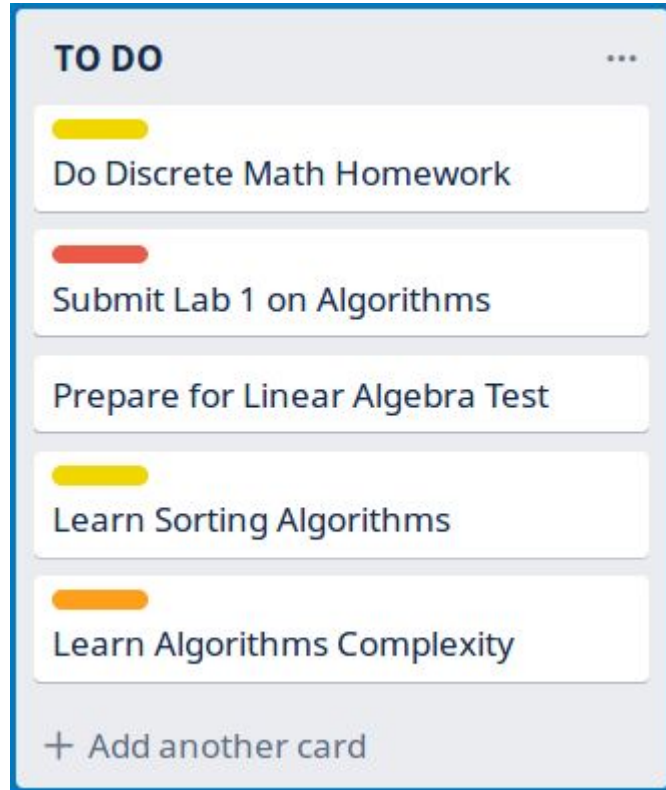 TO DO
Do Discrete Math Homework
Submit Lab 1 on Algorithms
Prepare for Linear Algebra Test
Learn Sorting Algorithms
Learn Algorithms Complexity
+ Add another card